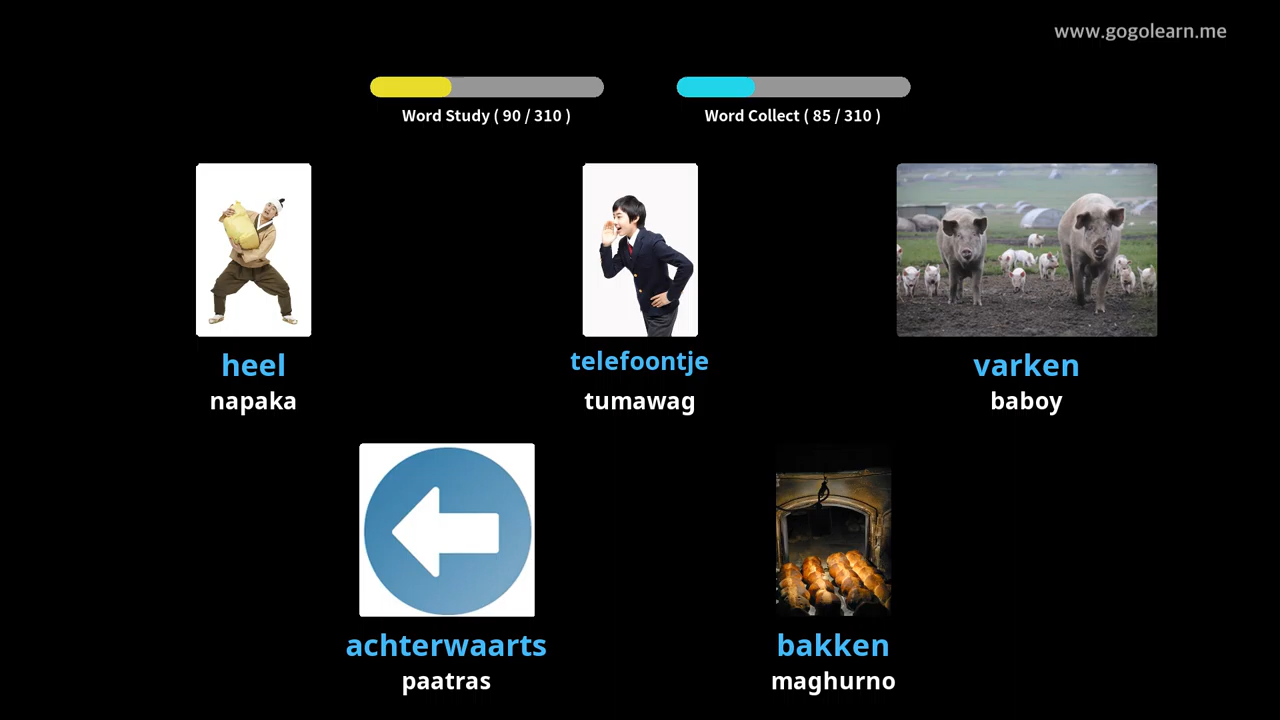 www.gogolearn.me
Word Study ( 90 / 310 )
Word Collect ( 85 / 310 )
heel
napaka
telefoontje
tumawag
varken
baboy
achterwaarts
paatras
bakken
maghurno